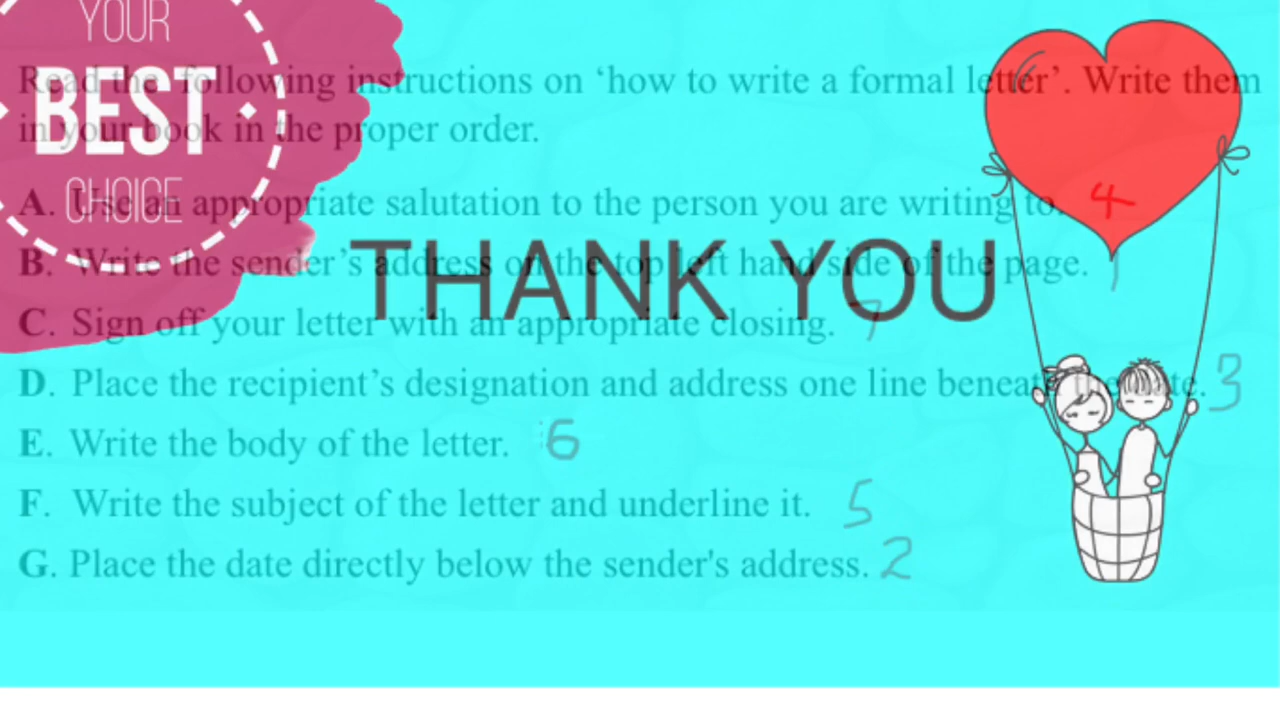 YOUR
BEST
CHOICE
Read the following instructions on ‘how to write a formal letter’. Write them
in your book in the proper order.
A. Use an appropriate salutation to the person you are writing to. 4
B. Write the sender’s address on the top left hand side of the page. 1
THANK YOU
C. Sign off your letter with an appropriate closing. 7
D. Place the recipient’s designation and address one line beneath the date. 3
E. Write the body of the letter. 6
F. Write the subject of the letter and underline it. 5
G. Place the date directly below the sender's address. 2